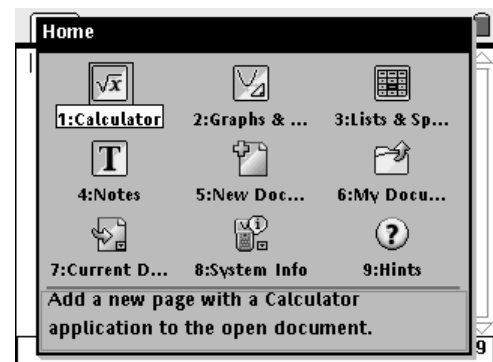 Home
√x
1:Calculator 2:Graphs & ... 3:Lists & Sp...
T
4:Notes 5:New Doc... 6:My Docu...
?
7:Current D... 8:System Info 9:Hints
Add a new page with a Calculator
application to the open document.
9